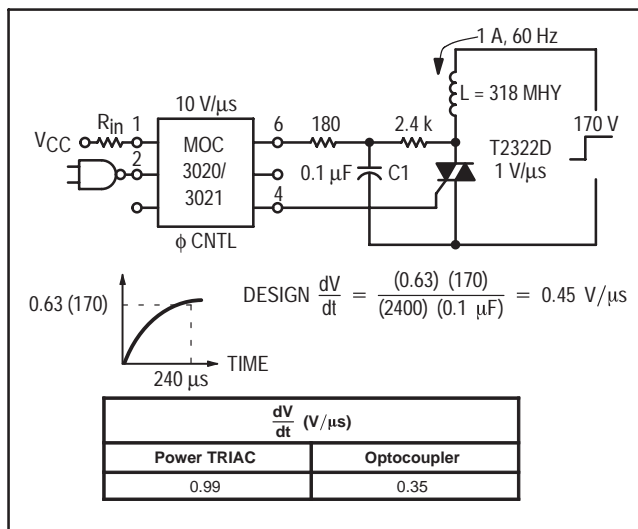 1 A, 60 Hz
L = 318 MHY
170 V
10 V/μs
Rin
VCC
1
2
MOC
3020/
3021
6
4
180
2.4 k
0.1 μF
C1
T2322D
1 V/μs
φ CNTL
0.63 (170)
240 μs
TIME
DESIGN dV/dt = (0.63) (170)/(2400) (0.1 μF) = 0.45 V/μs
dV/dt (V/μs)
Power TRIAC Optocoupler
0.99 0.35